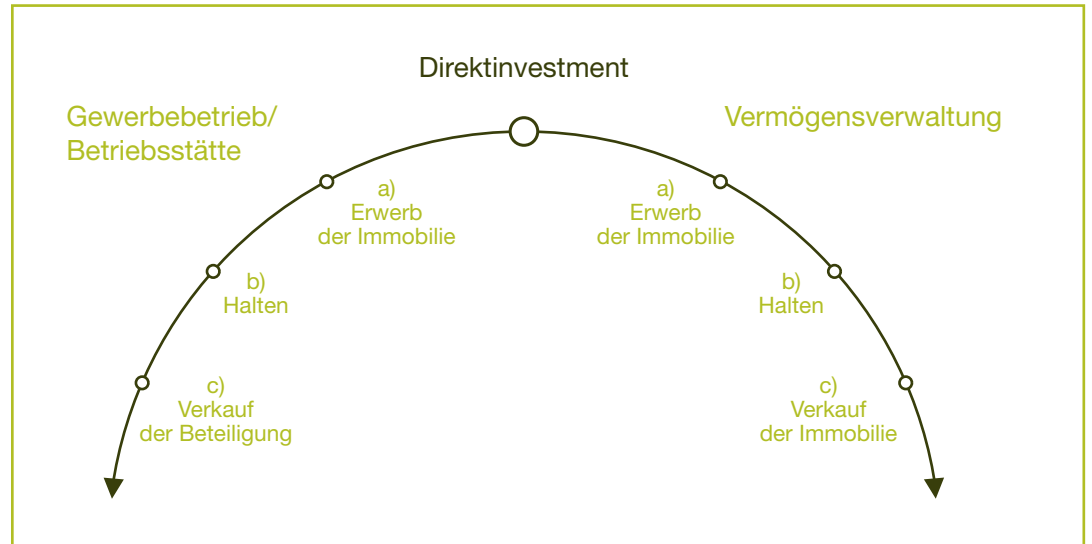 Direktinvestment
Gewerbebetrieb/
Betriebsstätte
a)
Erwerb
der Immobilie
b)
Halten
c)
Verkauf
der Beteiligung
Vermögensverwaltung
a)
Erwerb
der Immobilie
b)
Halten
c)
Verkauf
der Immobilie